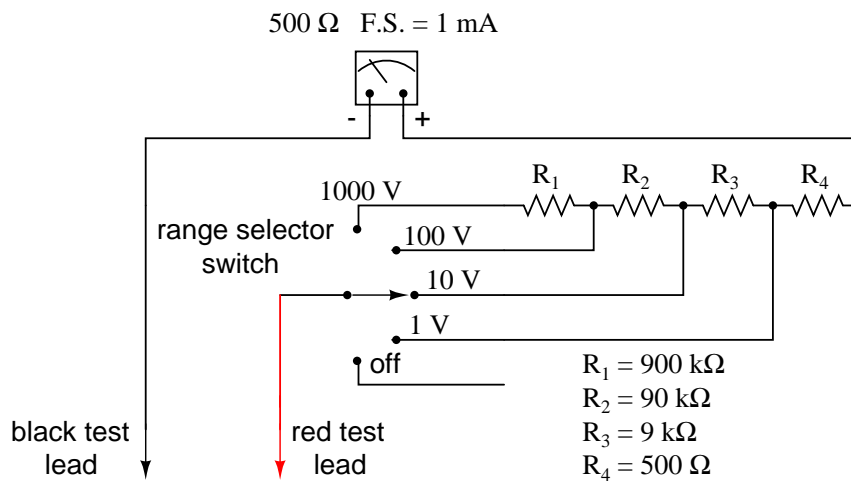 500 Ω F.S. = 1 mA
- +
R₁ R₂ R₃ R₄
1000 V
range selector
switch
100 V
10 V
1 V
off
R₁ = 900 kΩ
R₂ = 90 kΩ
R₃ = 9 kΩ
R₄ = 500 Ω
black test
lead
red test
lead